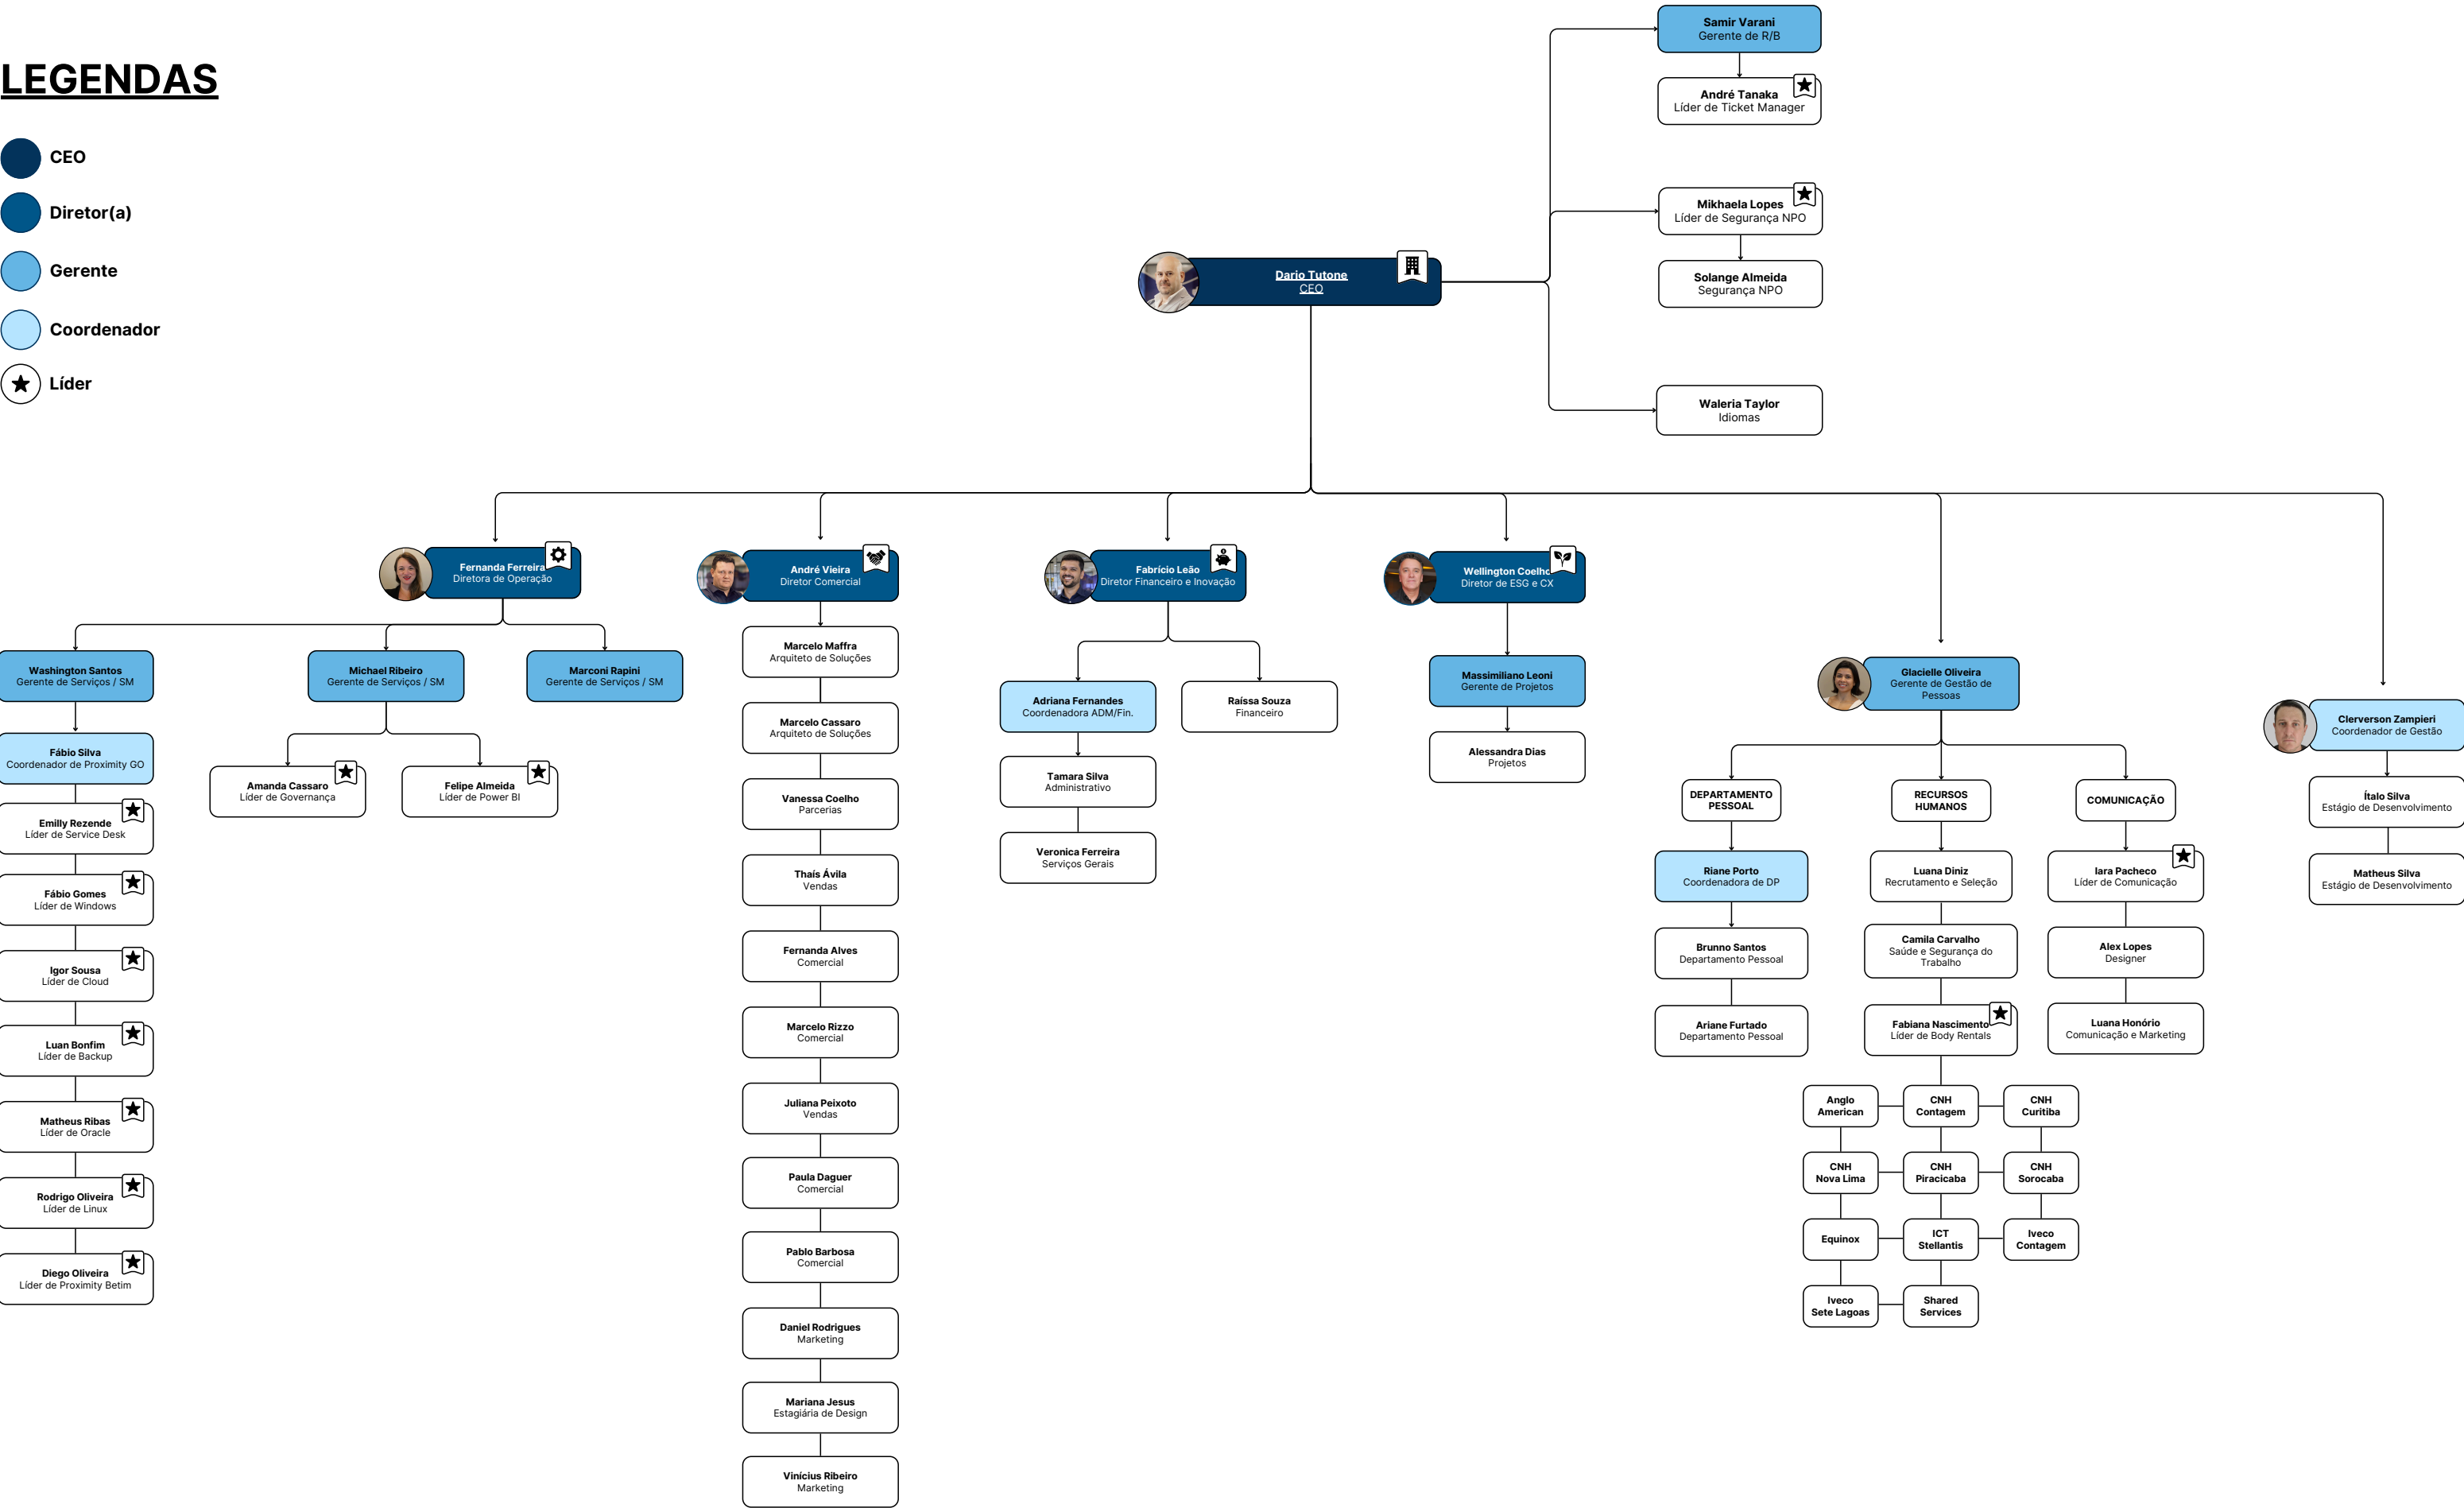 LEGENDAS
CEO
Diretor(a)
Gerente
Coordenador
Líder
Samir Varani
Gerente de R/B
André Tanaka
Líder de Ticket Manager
Mikhaela Lopes
Líder de Segurança NPO
Solange Almeida
Segurança NPO
Dario Tutone
CEO
Waleria Taylor
Idiomas
Fernanda Ferreira
Diretora de Operação
Washington Santos
Gerente de Serviços / SM
Fábio Silva
Coordenador de Proximity GO
Emilly Rezende
Líder de Service Desk
Fábio Gomes
Líder de Windows
Igor Sousa
Líder de Cloud
Luan Bonfim
Líder de Backup
Matheus Ribas
Líder de Oracle
Rodrigo Oliveira
Líder de Linux
Diego Oliveira
Líder de Proximity Betim
Michael Ribeiro
Gerente de Serviços / SM
Amanda Cassaro
Líder de Governança
Felipe Almeida
Líder de Power BI
Marconi Rapini
Gerente de Serviços / SM
André Vieira
Diretor Comercial
Marcelo Maffra
Arquiteto de Soluções
Marcelo Cassaro
Arquiteto de Soluções
Vanessa Coelho
Parcerias
Thaís Ávila
Vendas
Fernanda Alves
Comercial
Marcelo Rizzo
Comercial
Juliana Peixoto
Vendas
Paula Daguer
Comercial
Pablo Barbosa
Comercial
Daniel Rodrigues
Marketing
Mariana Jesus
Estagiária de Design
Vinícius Ribeiro
Marketing
Fabrício Leão
Diretor Financeiro e Inovação
Adriana Fernandes
Coordenadora ADM/Fin.
Tamara Silva
Administrativo
Veronica Ferreira
Serviços Gerais
Raíssa Souza
Financeiro
Wellington Coelho
Diretor de ESG e CX
Massimiliano Leoni
Gerente de Projetos
Alessandra Dias
Projetos
Glacielle Oliveira
Gerente de Gestão de
Pessoas
DEPARTAMENTO
PESSOAL
Riane Porto
Coordenadora de DP
Brunno Santos
Departamento Pessoal
Ariane Furtado
Departamento Pessoal
RECURSOS
HUMANOS
Luana Diniz
Recrutamento e Seleção
Camila Carvalho
Saúde e Segurança do
Trabalho
Fabiana Nascimento
Líder de Body Rentals
Anglo
American
CNH
Contagem
CNH
Curitiba
CNH
Nova Lima
CNH
Piracicaba
CNH
Sorocaba
Equinox
ICT
Stellantis
Iveco
Contagem
Iveco
Sete Lagoas
Shared
Services
COMUNICAÇÃO
Iara Pacheco
Líder de Comunicação
Alex Lopes
Designer
Luana Honório
Comunicação e Marketing
Clerverson Zampieri
Coordenador de Gestão
Ítalo Silva
Estágio de Desenvolvimento
Matheus Silva
Estágio de Desenvolvimento